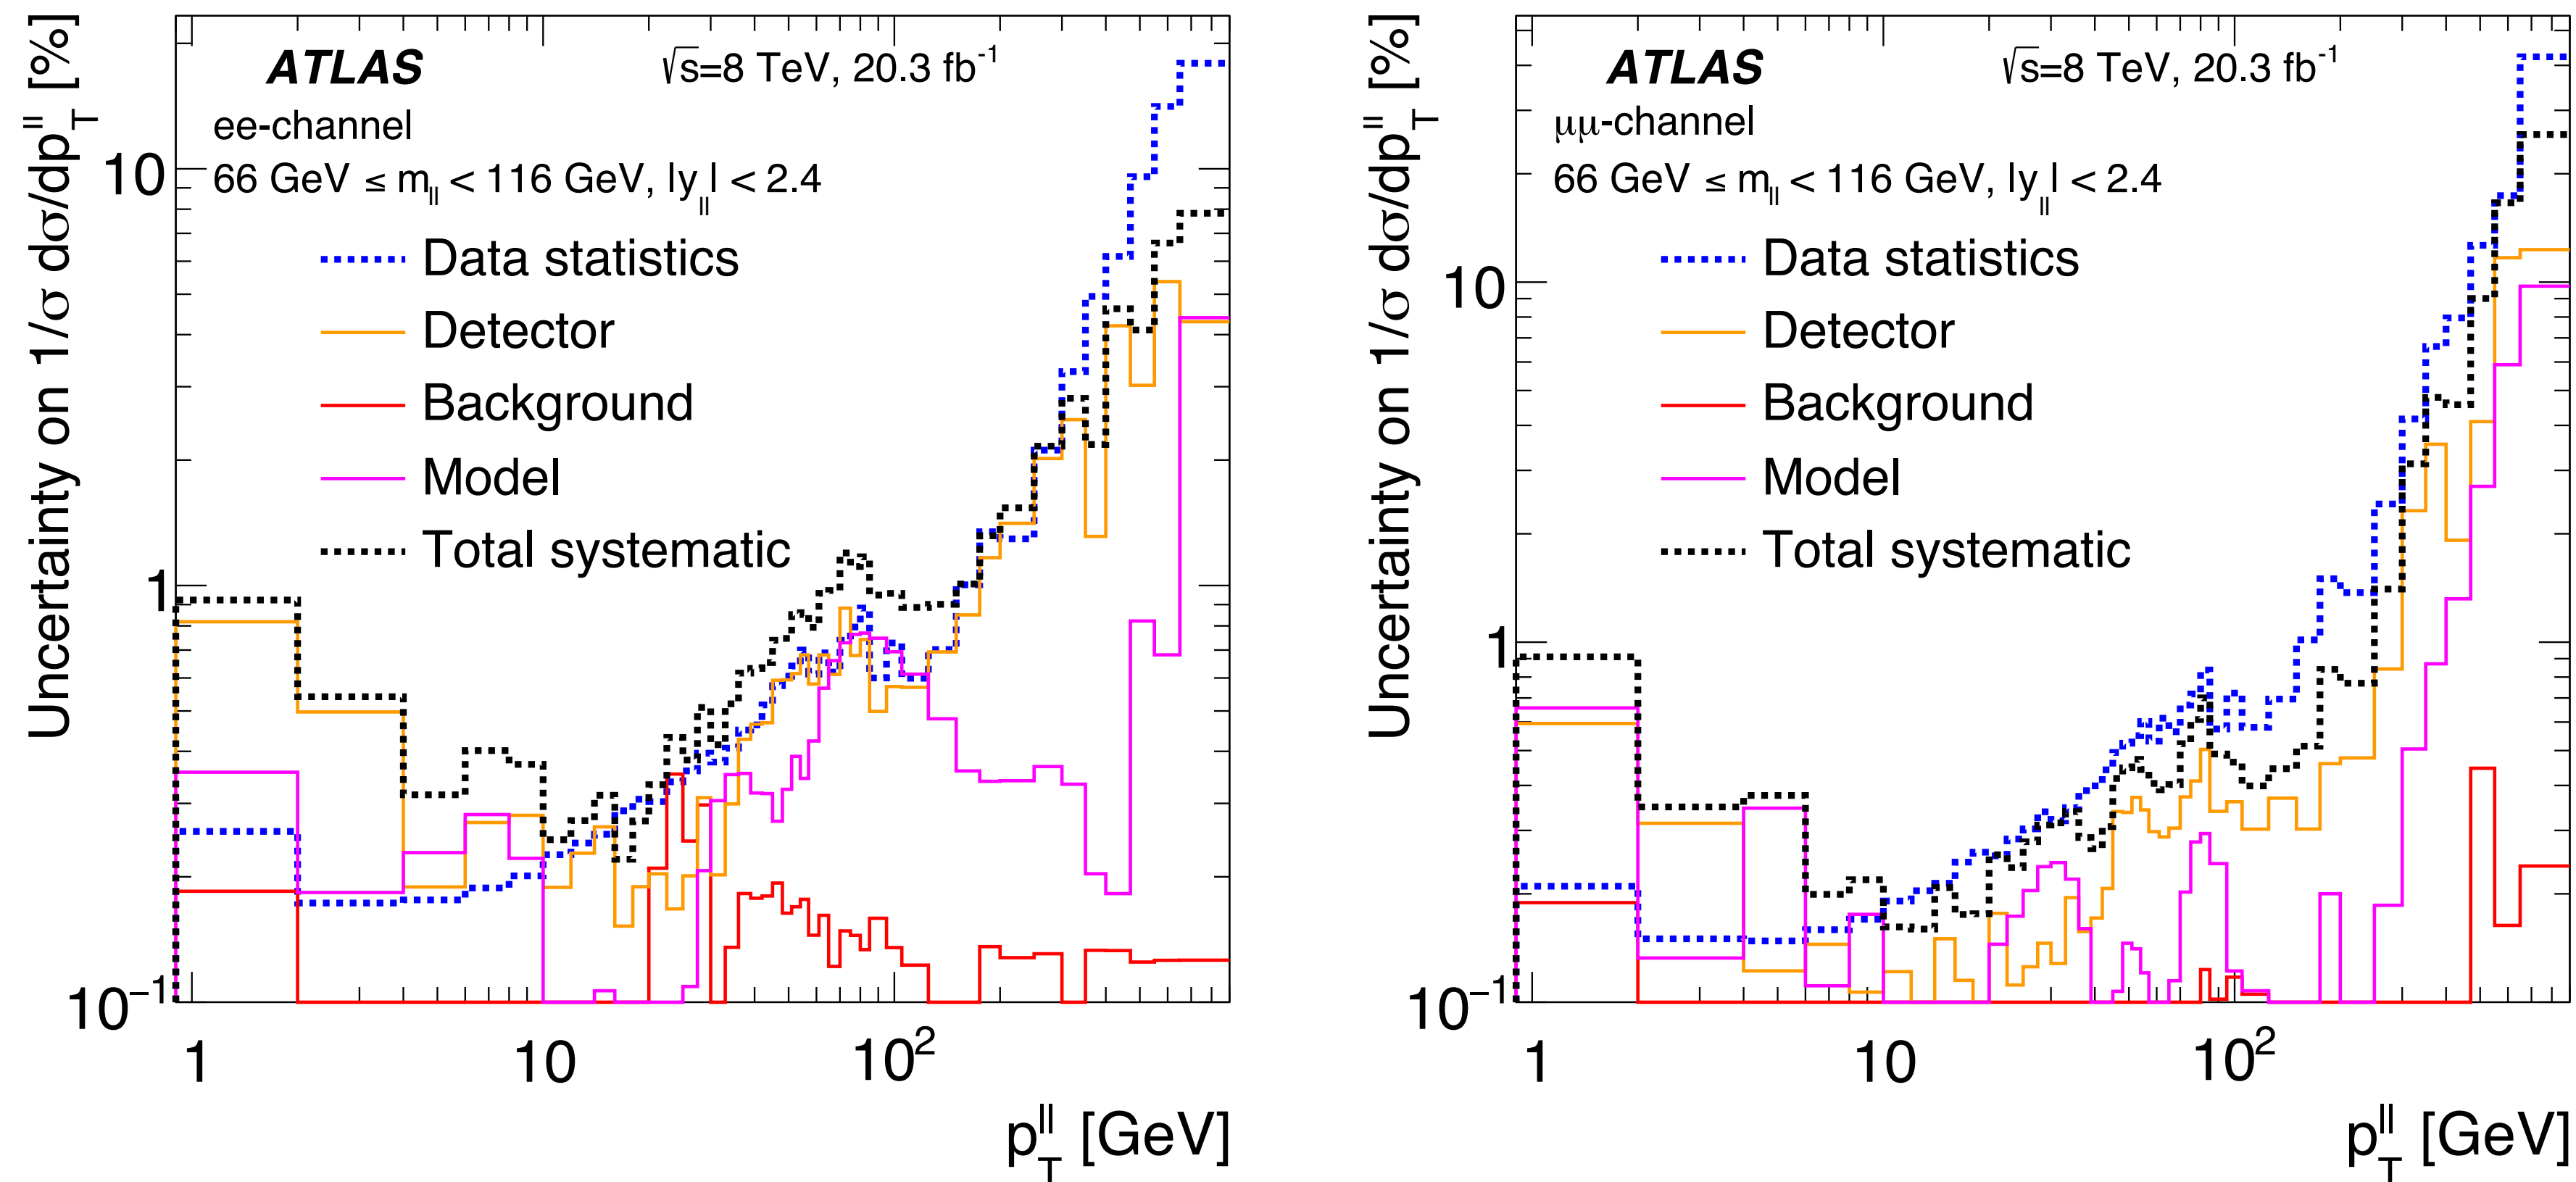 Uncertainty on 1/σ dσ/dp_T^ll [%]
ATLAS
√s=8 TeV, 20.3 fb⁻¹
ee-channel
66 GeV ≤ m_ll < 116 GeV, |y_ll| < 2.4
Data statistics
Detector
Background
Model
Total systematic
10
1
10⁻¹
1
10
10²
p_T^ll [GeV]
Uncertainty on 1/σ dσ/dp_T^ll [%]
ATLAS
√s=8 TeV, 20.3 fb⁻¹
μμ-channel
66 GeV ≤ m_ll < 116 GeV, |y_ll| < 2.4
Data statistics
Detector
Background
Model
Total systematic
10
1
10⁻¹
1
10
10²
p_T^ll [GeV]